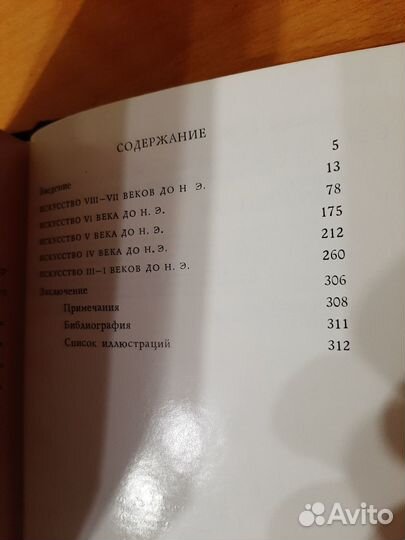 СОДЕРЖАНИЕ
Введение 5
ИСКУССТВО VIII–VII ВЕКОВ ДО Н Э. 13
ИСКУССТВО VI ВЕКА ДО Н. Э. 78
ИСКУССТВО V ВЕКА ДО Н. Э. 175
ИСКУССТВО IV ВЕКА ДО Н. Э. 212
ИСКУССТВО III–I ВЕКОВ ДО Н. Э. 260
Заключение 306
Примечания 308
Библиография 311
Список иллюстраций 312
Avito